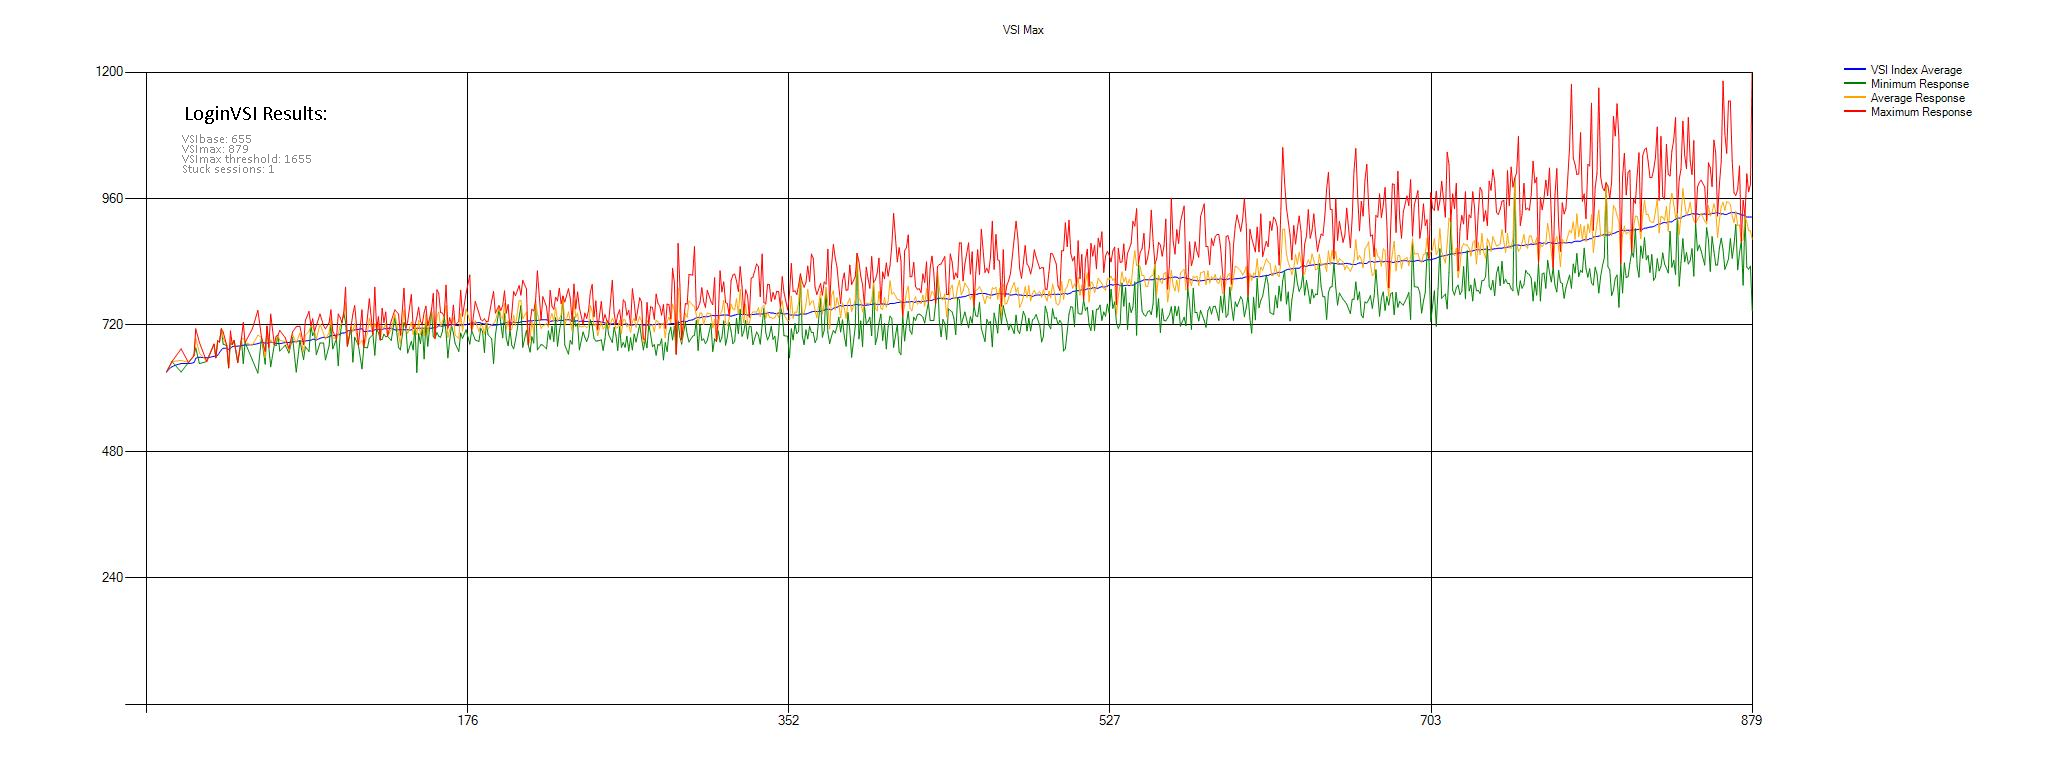 VSI Max
1200
960
720
480
240
176
352
527
703
879
LoginVSI Results:
VSIbase: 655
VSImax: 879
VSImax threshold: 1655
Stuck sessions: 1
VSI Index Average
Minimum Response
Average Response
Maximum Response